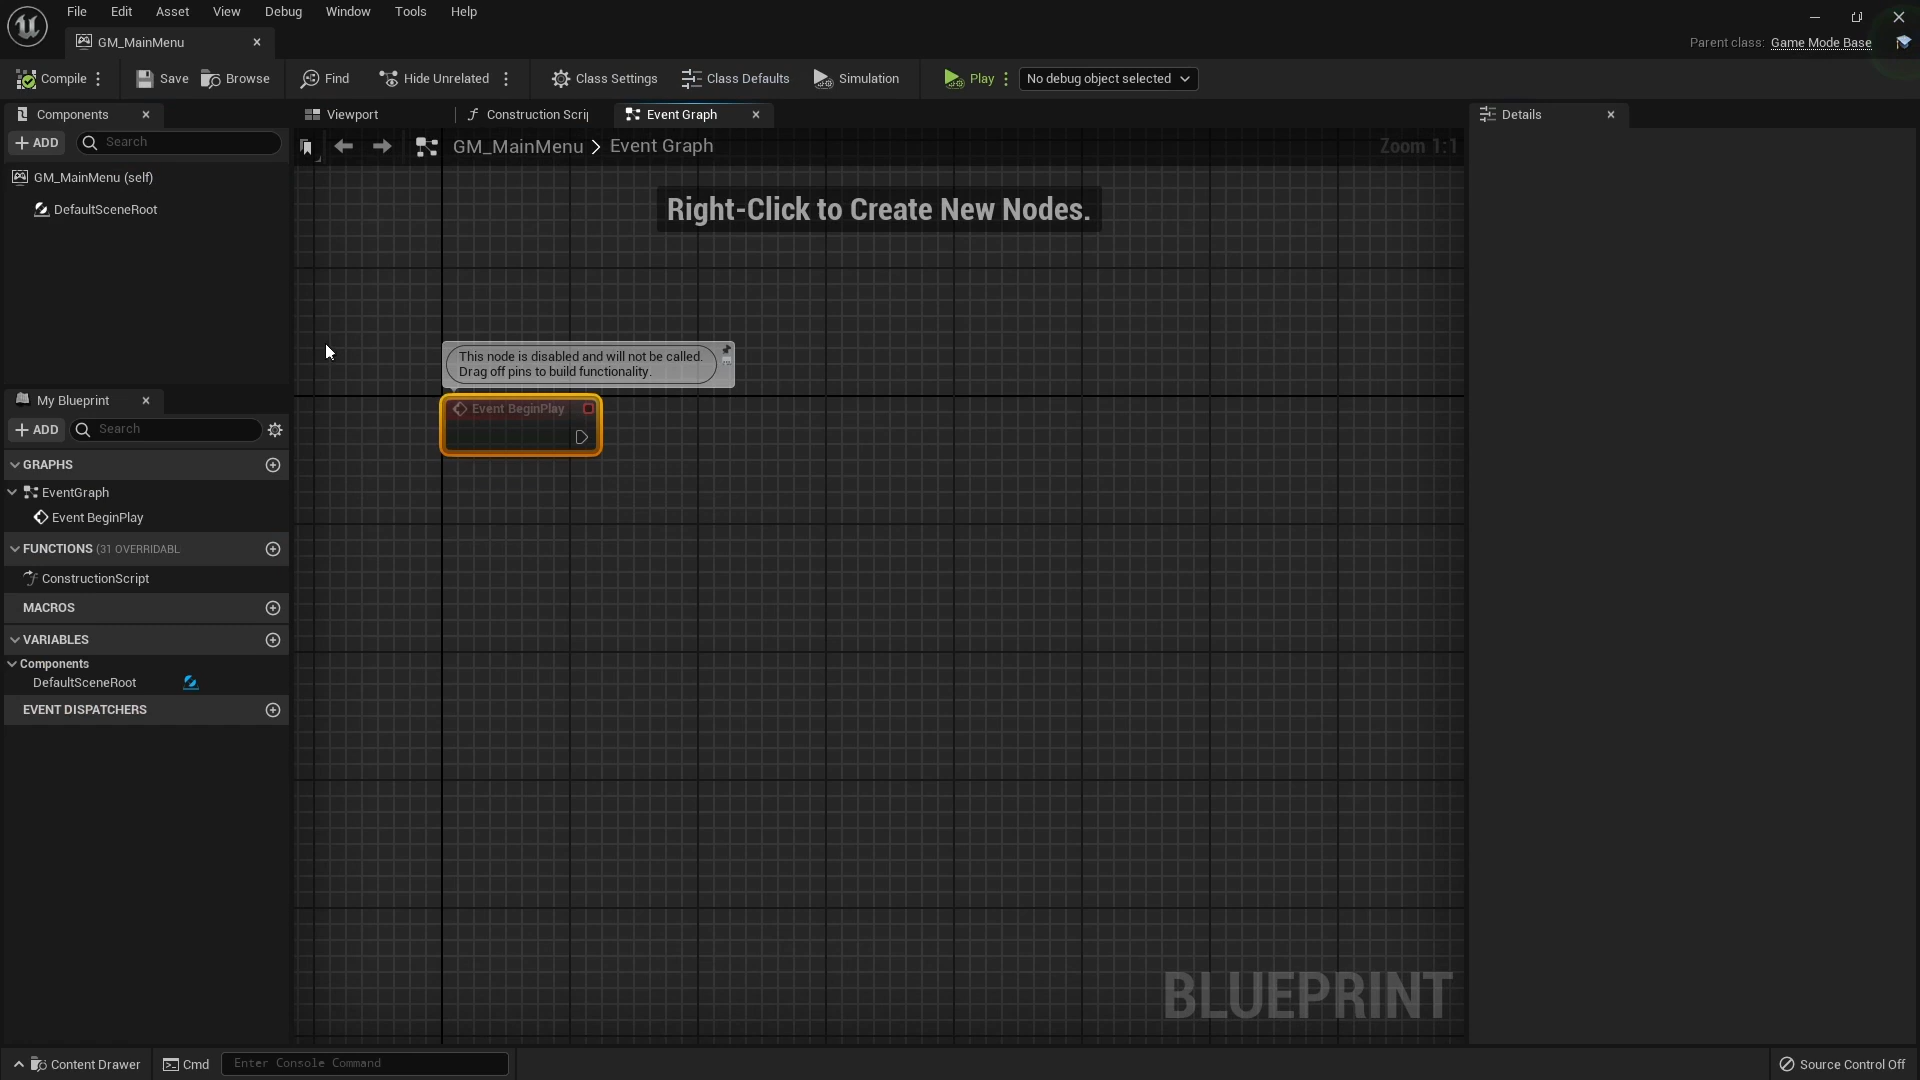 File Edit Asset View Debug Window Tools Help
GM_MainMenu
Parent class: Game Mode Base
Compile Save Browse Find Hide Unrelated Class Settings Class Defaults Simulation Play No debug object selected
Components
Viewport Construction Scri Event Graph
Details
ADD Search
GM_MainMenu > Event Graph
Zoom 1:1
GM_MainMenu (self)
DefaultSceneRoot
Right-Click to Create New Nodes.
This node is disabled and will not be called.
Drag off pins to build functionality.
Event BeginPlay
My Blueprint
ADD Search
GRAPHS
EventGraph
Event BeginPlay
FUNCTIONS (31 OVERRIDABL
ConstructionScript
MACROS
VARIABLES
Components
DefaultSceneRoot
EVENT DISPATCHERS
BLUEPRINT
Content Drawer Cmd Enter Console Command
Source Control Off